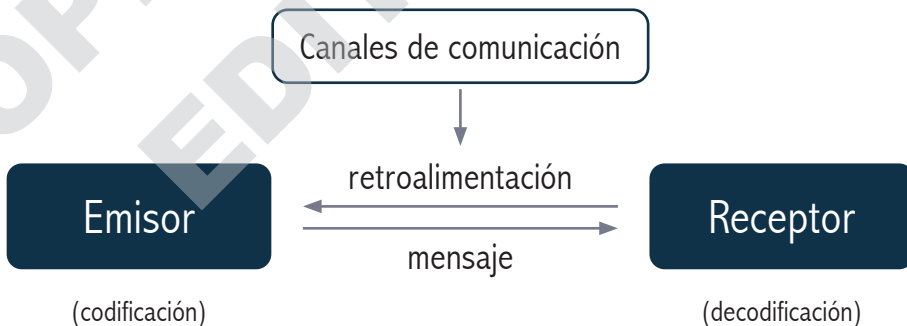 Canales de comunicación
retroalimentación
Emisor
Receptor
mensaje
(codificación)
(decodificación)